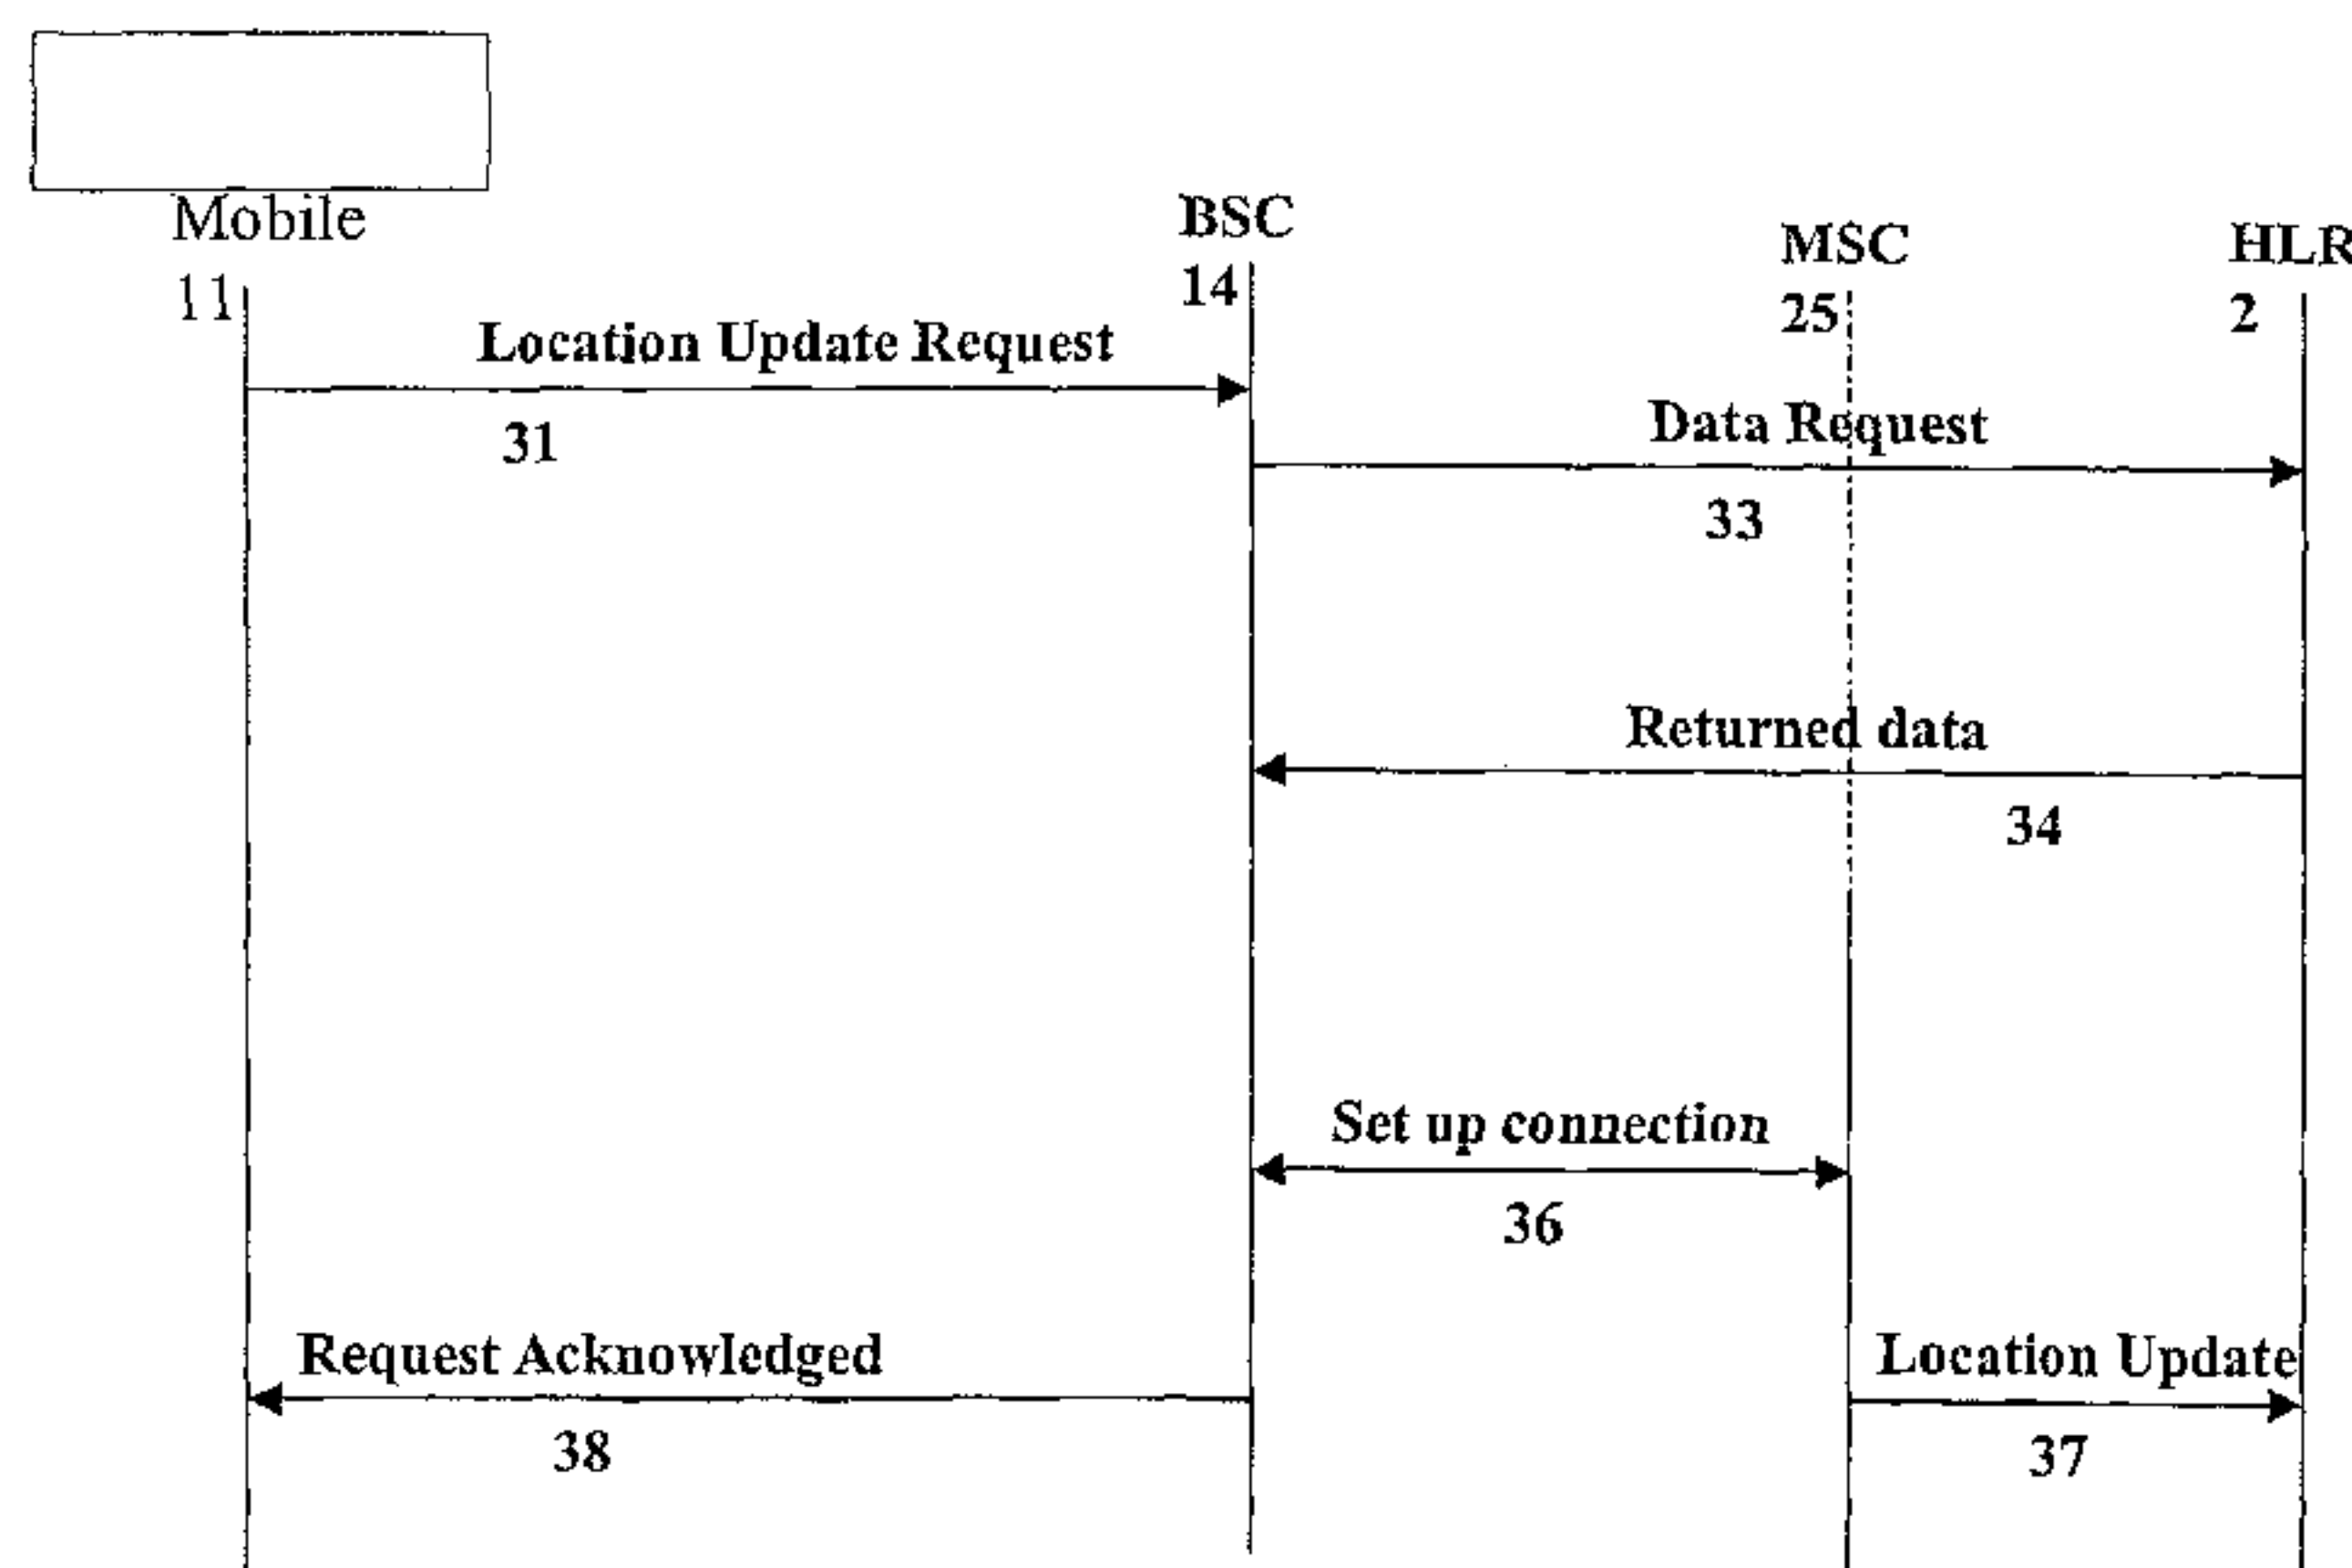 Mobile
11
BSC
14
MSC
25
HLR
2
Location Update Request
31
Data Request
33
Returned data
34
Set up connection
36
Request Acknowledged
38
Location Update
37